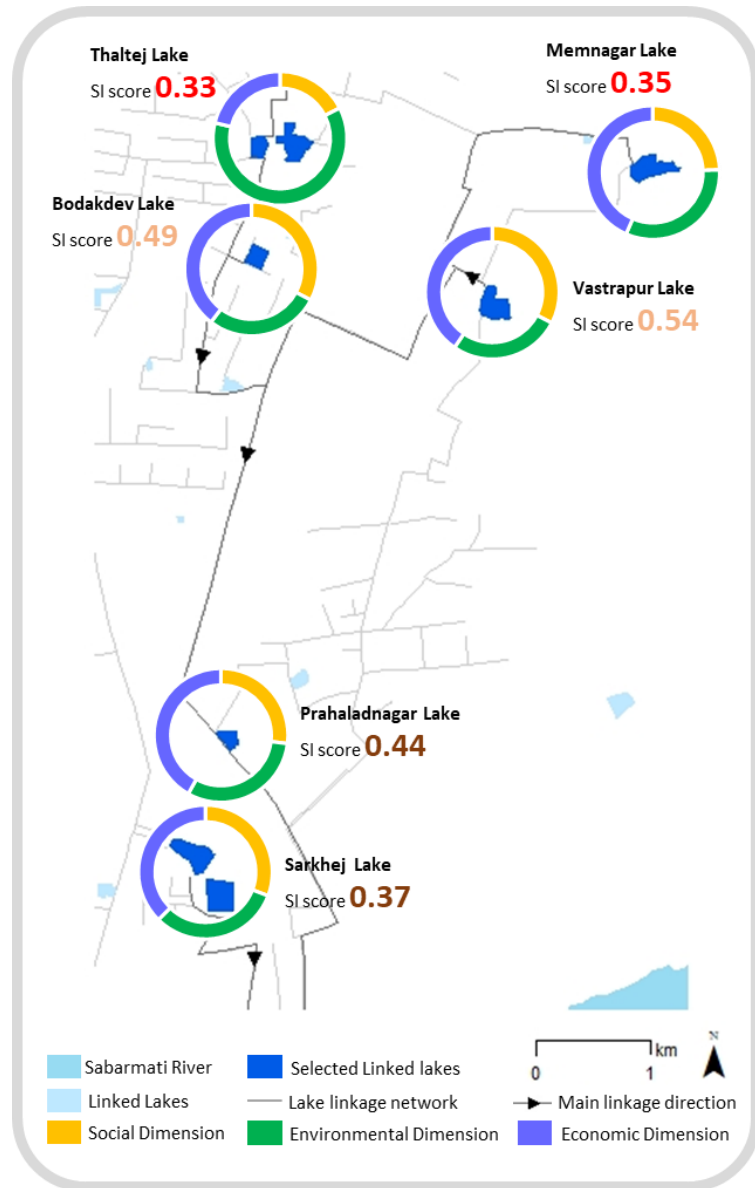 Thaltej Lake
SI score 0.33
Memnagar Lake
SI score 0.35
Bodakdev Lake
SI score 0.49
Vastrapur Lake
SI score 0.54
Prahaladnagar Lake
SI score 0.44
Sarkhej Lake
SI score 0.37
N
km
0 1
Sabarmati River
Selected Linked lakes
Linked Lakes
Lake linkage network
Main linkage direction
Social Dimension
Environmental Dimension
Economic Dimension